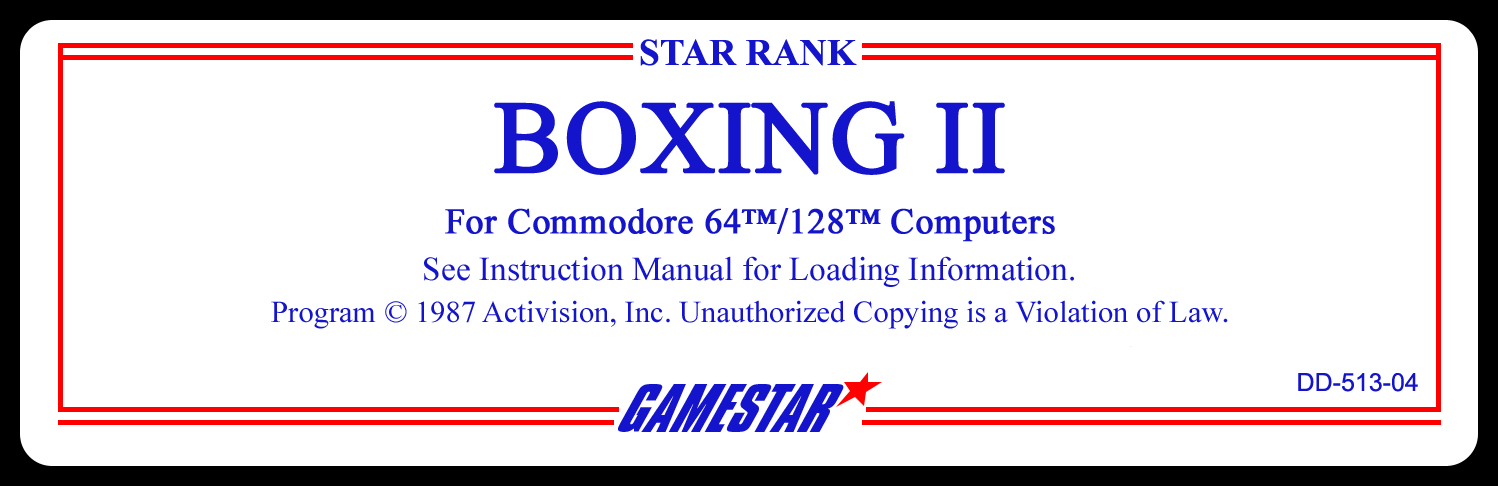 STAR RANK
BOXING II
For Commodore 64™/128™ Computers
See Instruction Manual for Loading Information.
Program © 1987 Activision, Inc. Unauthorized Copying is a Violation of Law.
DD-513-04
GAMESTAR